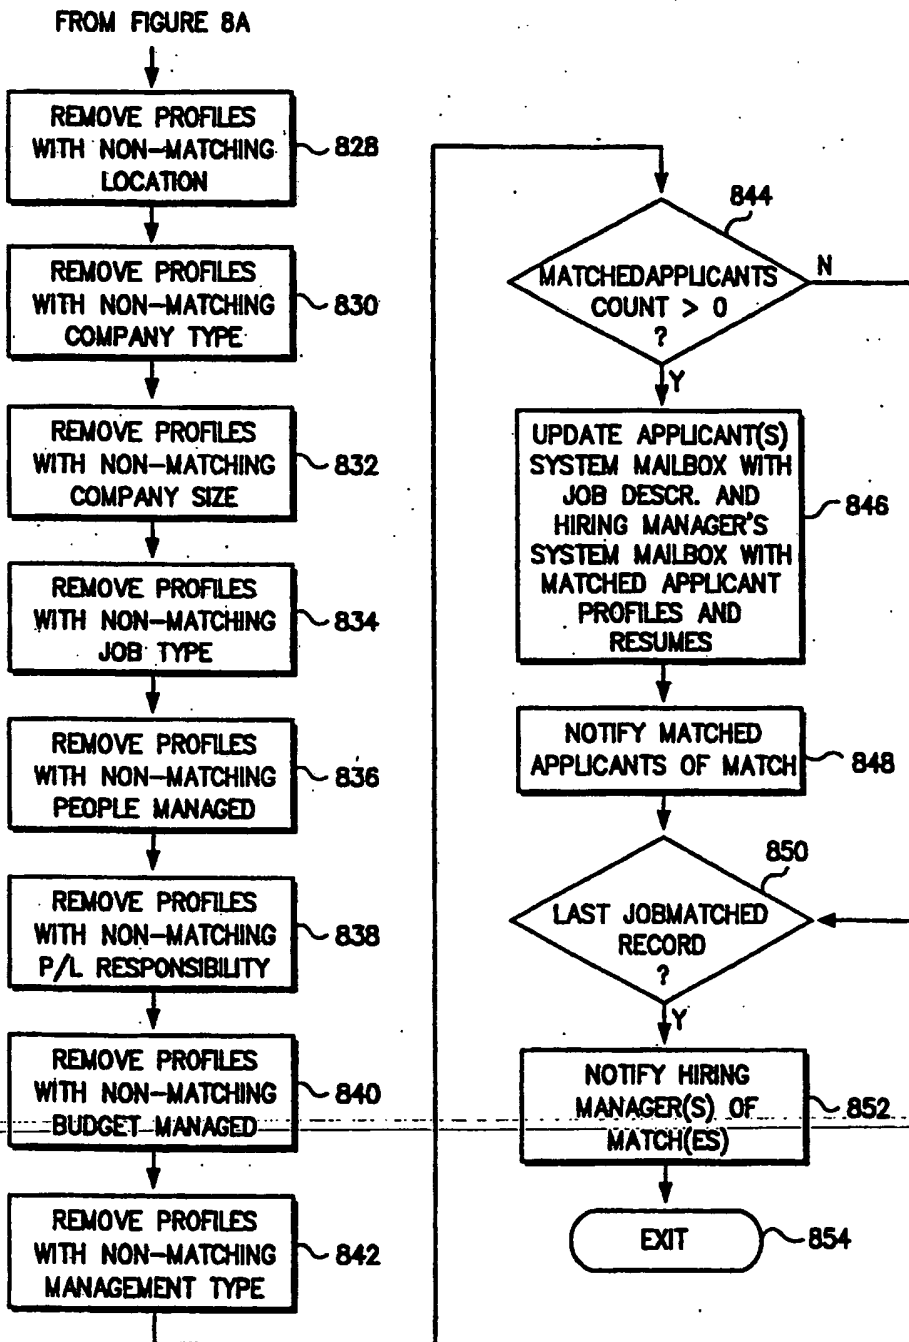 FROM FIGURE 8A
REMOVE PROFILES
WITH NON-MATCHING
LOCATION
828
REMOVE PROFILES
WITH NON-MATCHING
COMPANY TYPE
830
REMOVE PROFILES
WITH NON-MATCHING
COMPANY SIZE
832
REMOVE PROFILES
WITH NON-MATCHING
JOB TYPE
834
REMOVE PROFILES
WITH NON-MATCHING
PEOPLE MANAGED
836
REMOVE PROFILES
WITH NON-MATCHING
P/L RESPONSIBILITY
838
REMOVE PROFILES
WITH NON-MATCHING
BUDGET MANAGED
840
REMOVE PROFILES
WITH NON-MATCHING
MANAGEMENT TYPE
842
844
MATCHEDAPPLICANTS
COUNT > 0
?
N
Y
UPDATE APPLICANT(S)
SYSTEM MAILBOX WITH
JOB DESCR. AND
HIRING MANAGER'S
SYSTEM MAILBOX WITH
MATCHED APPLICANT
PROFILES AND
RESUMES
846
NOTIFY MATCHED
APPLICANTS OF MATCH
848
850
LAST JOBMATCHED
RECORD
?
Y
NOTIFY HIRING
MANAGER(S) OF
MATCH(ES)
852
EXIT
854